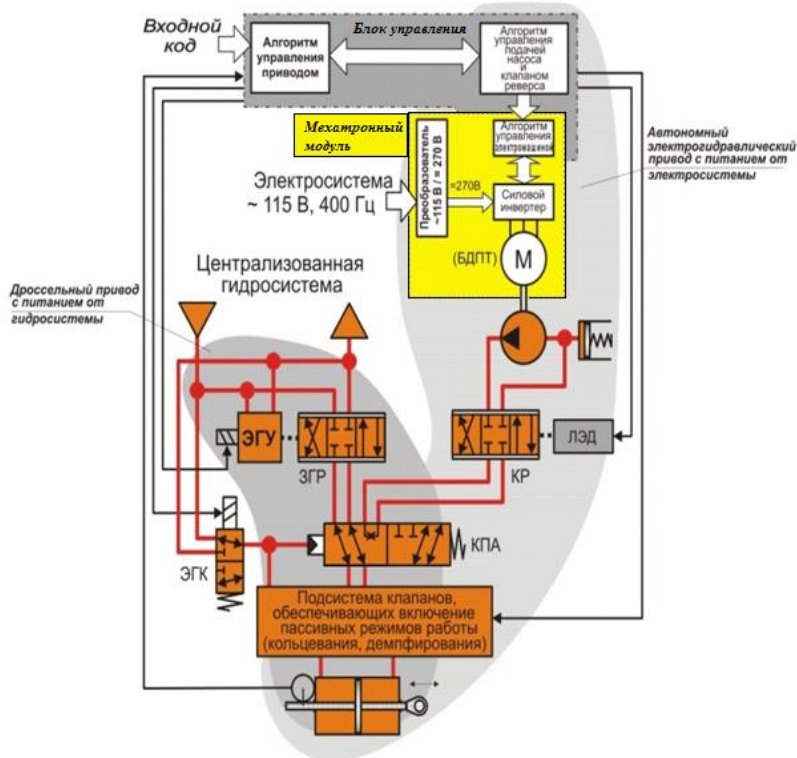 Входной
код
Алгоритм
управления
приводом
Блок управления
Алгоритм
управления
подачей
насоса
и
клапаном
реверса
Мехатронный
модуль
Преобразователь
~115 В / = 270 В
=270В
Алгоритм
управления
электромашиной
Силовой
инвертер
Электросистема
~ 115 В, 400 Гц
(БДПТ)
М
Автономный
электрогидравлический
привод с питанием от
электросистемы
Централизованная
гидросистема
Дроссельный привод
с питанием от
гидросистемы
ЭГУ
ЗГР
КР
ЛЭД
ЭГК
КПА
Подсистема клапанов,
обеспечивающих включение
пассивных режимов работы
(кольцевания, демпфирования)